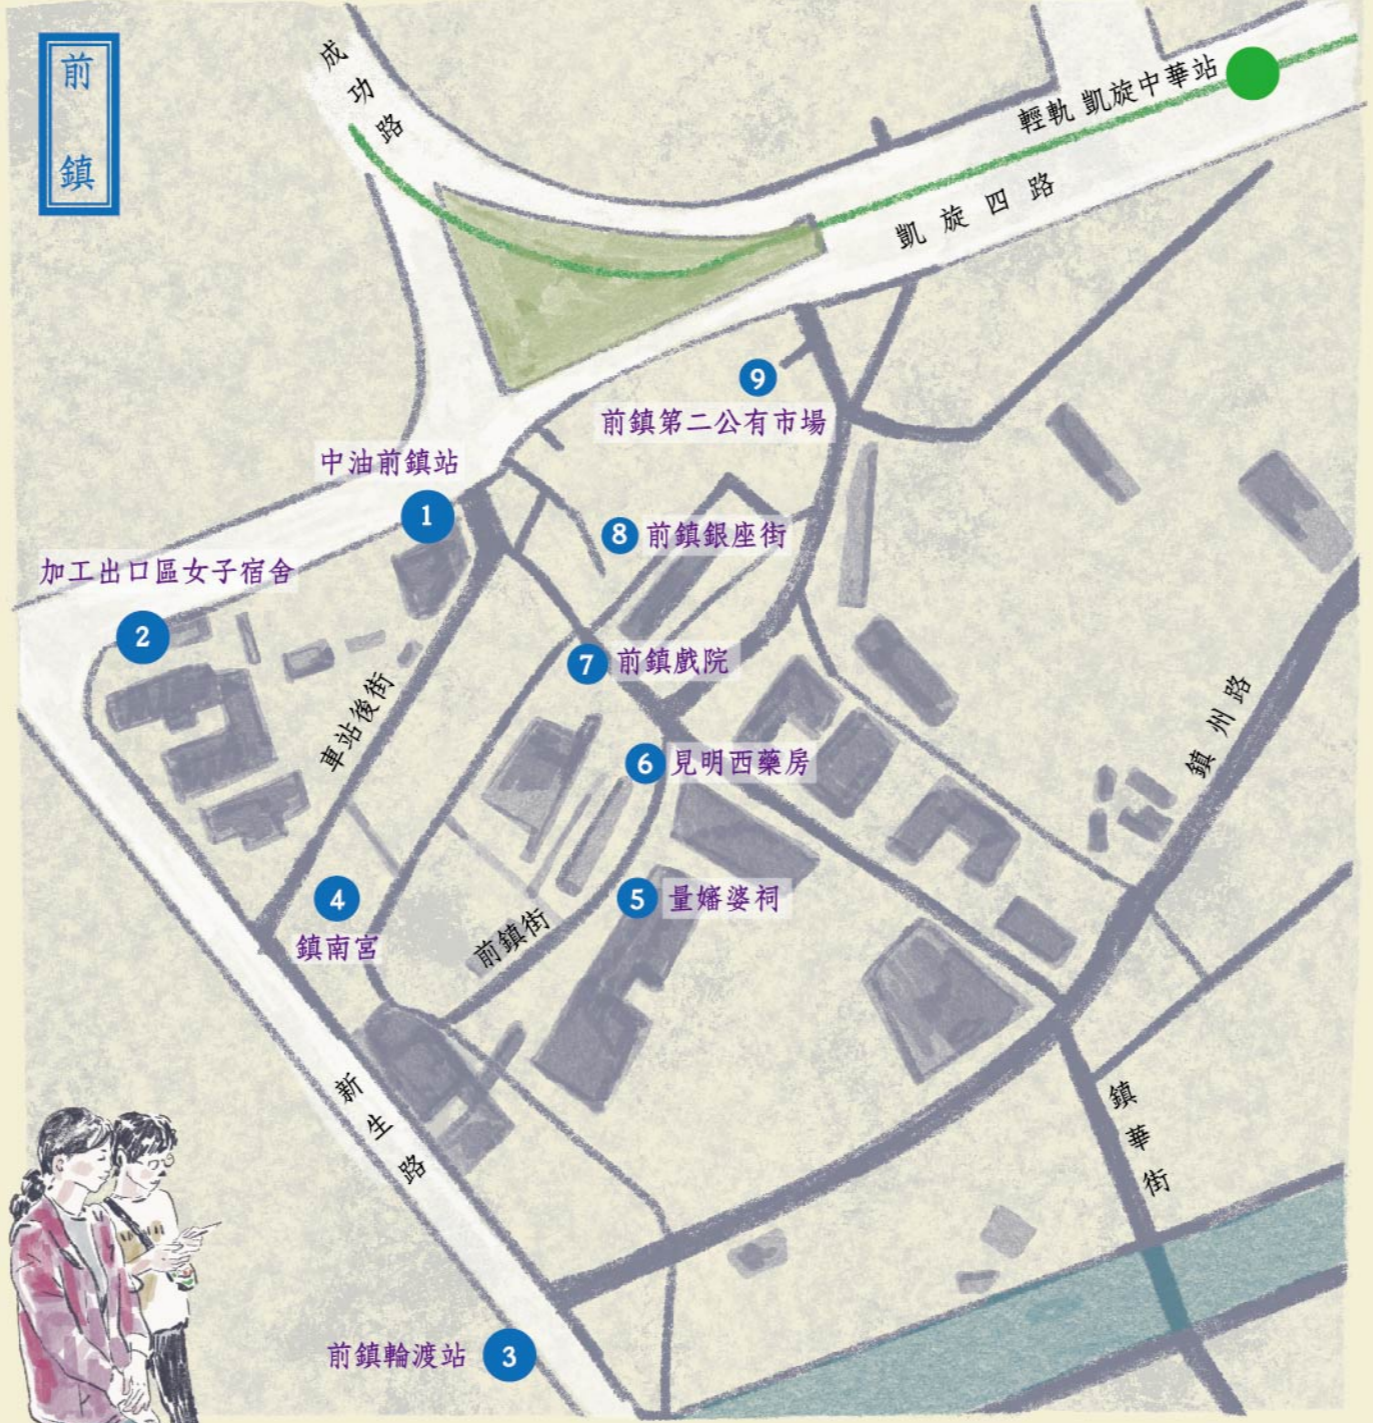 前鎮
成功路
輕軌 凱旋中華站
凱旋四路
9
前鎮第二公有市場
中油前鎮站
1
8 前鎮銀座街
加工出口區女子宿舍
2
7 前鎮戲院
車站後街
鎮州路
6 見明西藥房
4
鎮南宮
5 量嬸婆祠
前鎮街
新生路
鎮華街
前鎮輪渡站 3